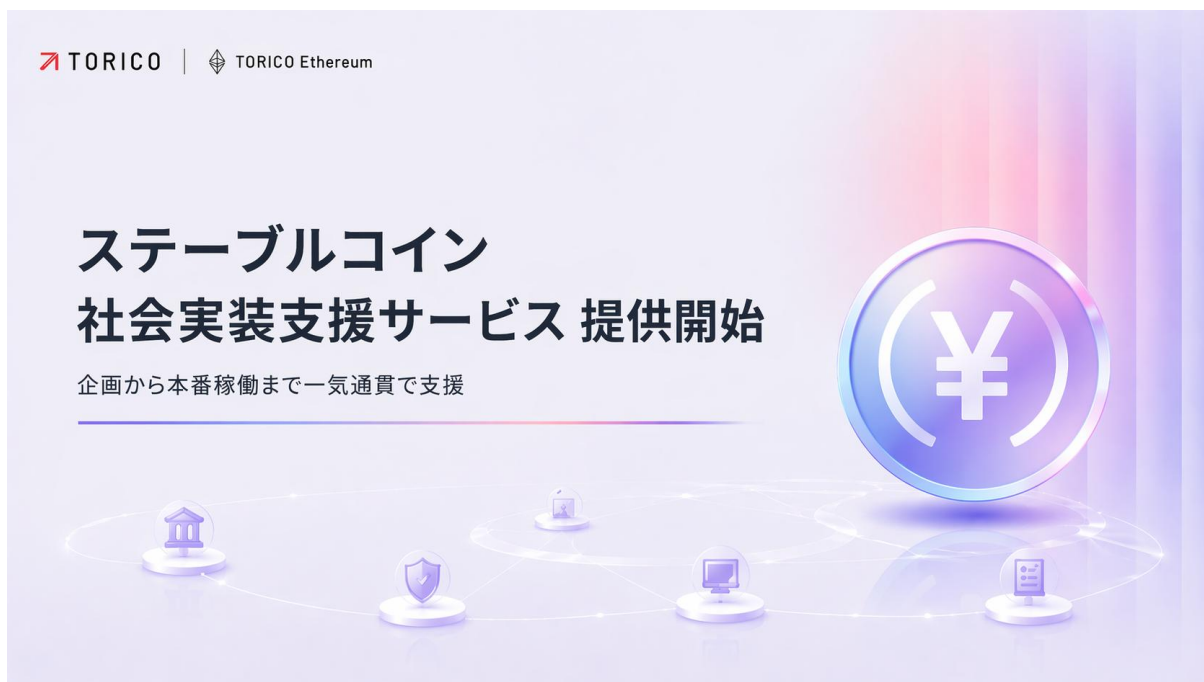 TORICO
TORICO Ethereum
ステーブルコイン
社会実装支援サービス 提供開始
企画から本番稼働まで一気通貫で支援
¥